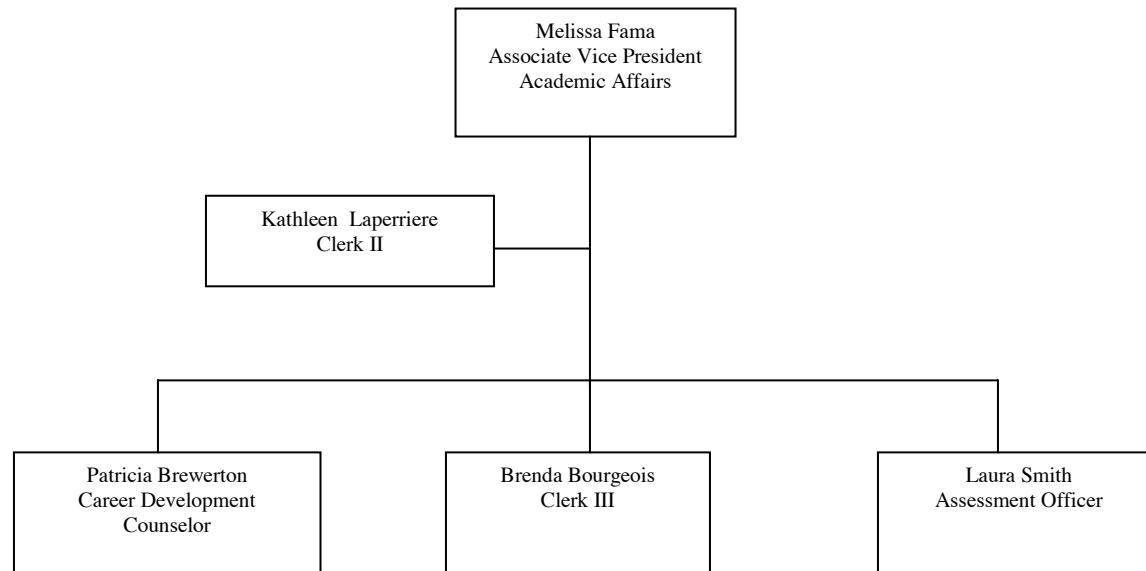 Melissa Fama
Associate Vice President
Academic Affairs
Kathleen  Laperriere
Clerk II
Patricia Brewerton
Career Development
Counselor
Brenda Bourgeois
Clerk III
Laura Smith
Assessment Officer